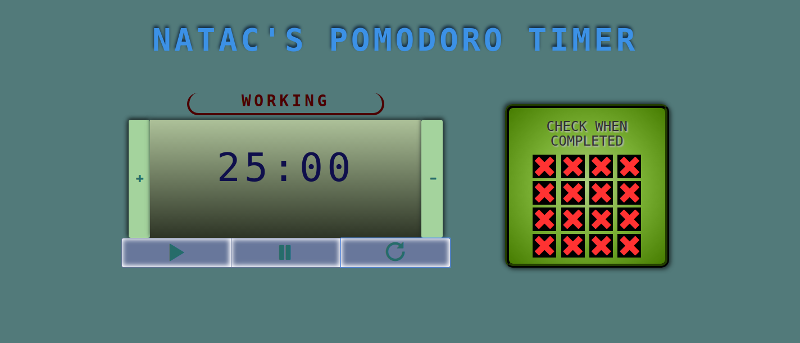 NATAC'S POMODORO TIMER
WORKING
25:00
+
-
CHECK WHEN
COMPLETED